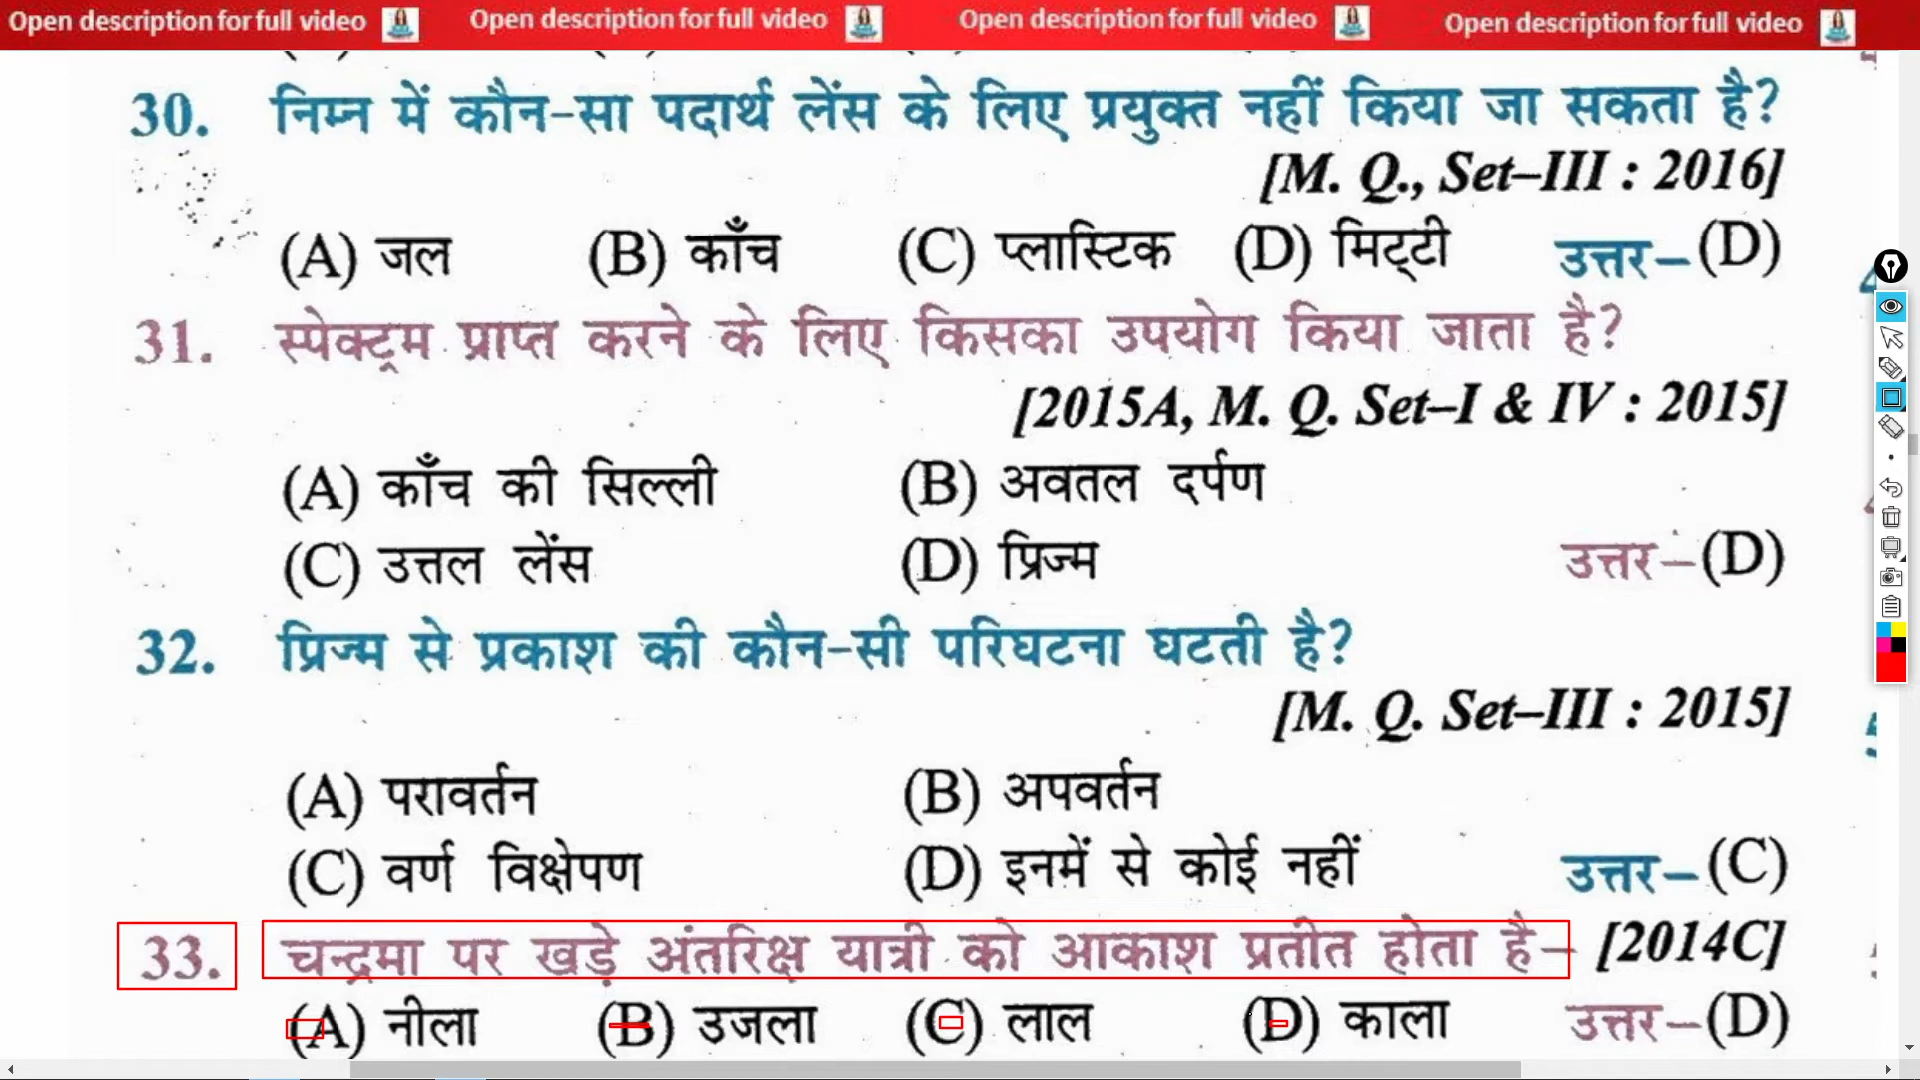 Open description for full video Open description for full video Open description for full video Open description for full video
30. निम्न में कौन-सा पदार्थ लेंस के लिए प्रयुक्त नहीं किया जा सकता है?
[M. Q., Set–III : 2016]
(A) जल (B) काँच (C) प्लास्टिक (D) मिट्टी उत्तर–(D)
31. स्पेक्ट्रम प्राप्त करने के लिए किसका उपयोग किया जाता है?
[2015A, M. Q. Set–I & IV : 2015]
(A) काँच की सिल्ली (B) अवतल दर्पण
(C) उत्तल लेंस (D) प्रिज्म उत्तर–(D)
32. प्रिज्म से प्रकाश की कौन-सी परिघटना घटती है?
[M. Q. Set–III : 2015]
(A) परावर्तन (B) अपवर्तन
(C) वर्ण विक्षेपण (D) इनमें से कोई नहीं उत्तर–(C)
33. चन्द्रमा पर खड़े अंतरिक्ष यात्री को आकाश प्रतीत होता है– [2014C]
(A) नीला (B) उजला (C) लाल (D) काला उत्तर–(D)